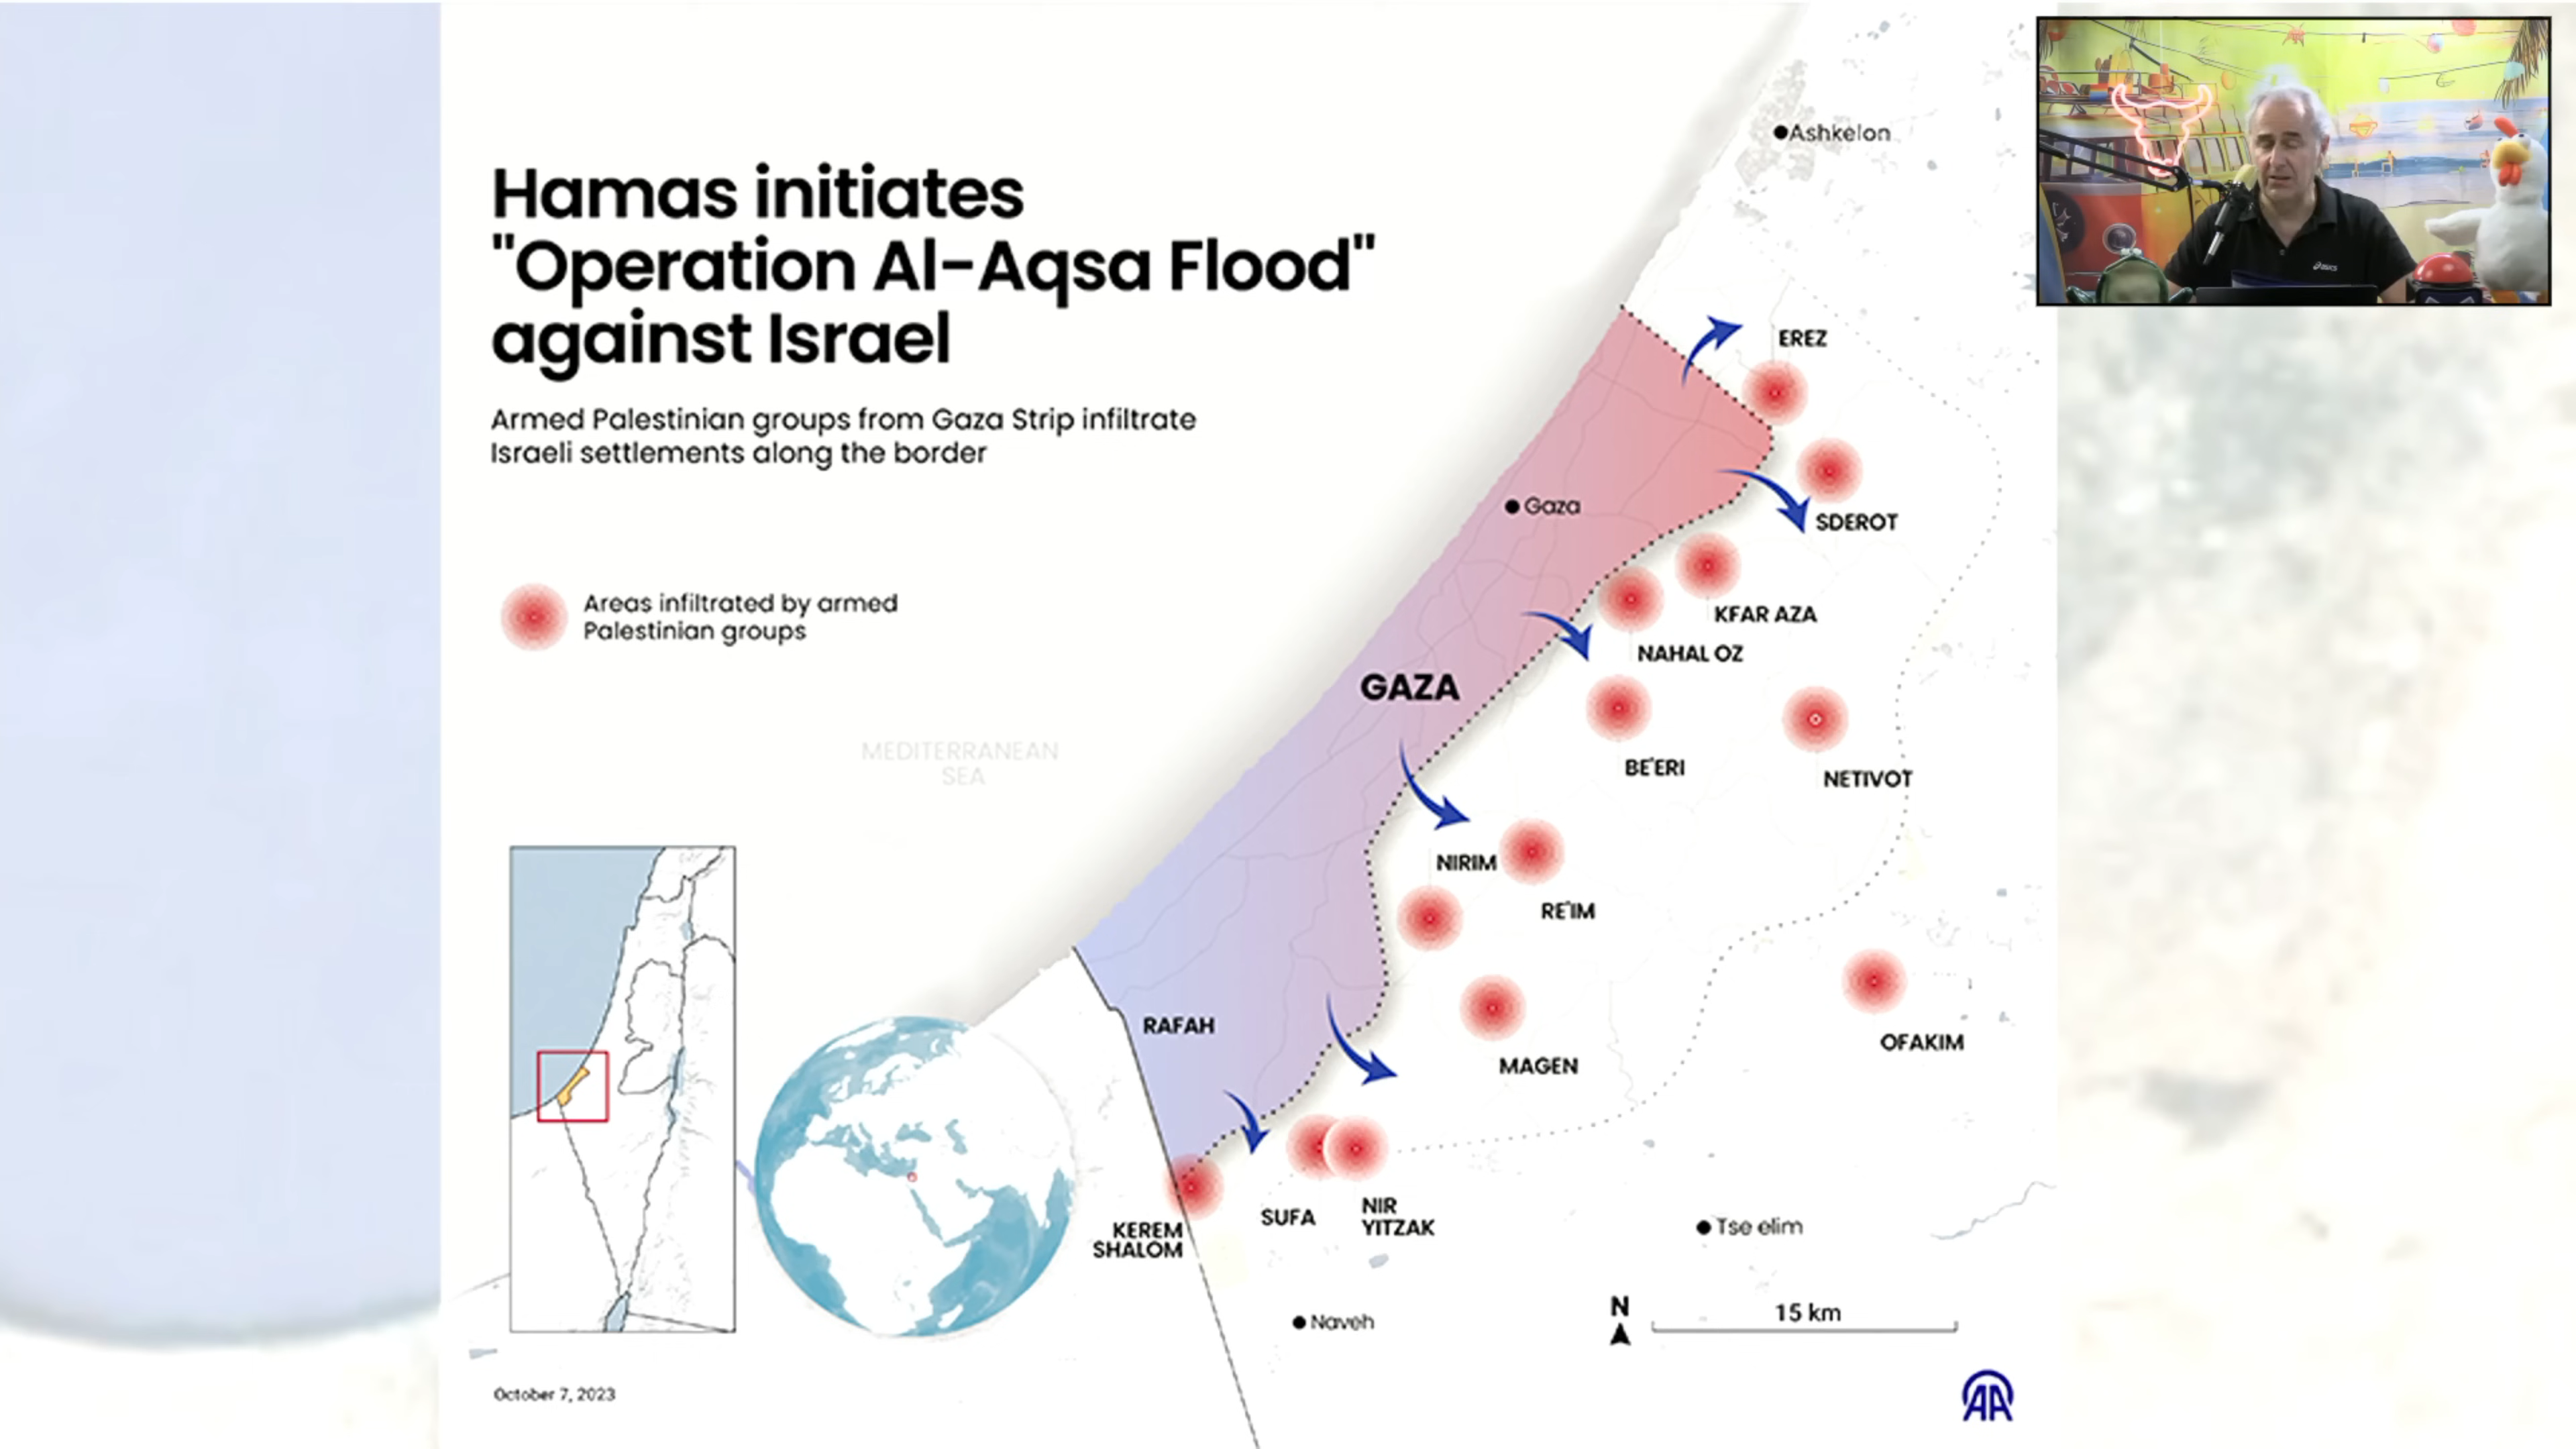 Hamas initiates
"Operation Al-Aqsa Flood"
against Israel
Armed Palestinian groups from Gaza Strip infiltrate
Israeli settlements along the border
Areas infiltrated by armed
Palestinian groups
MEDITERRANEAN
SEA
Ashkelon
EREZ
Gaza
SDEROT
KFAR AZA
NAHAL OZ
GAZA
BE'ERI
NETIVOT
NIRIM
RE'IM
RAFAH
MAGEN
OFAKIM
KEREM
SHALOM
SUFA
NIR
YITZAK
Tse elim
Naveh
N
15 km
October 7, 2023
AA
asics